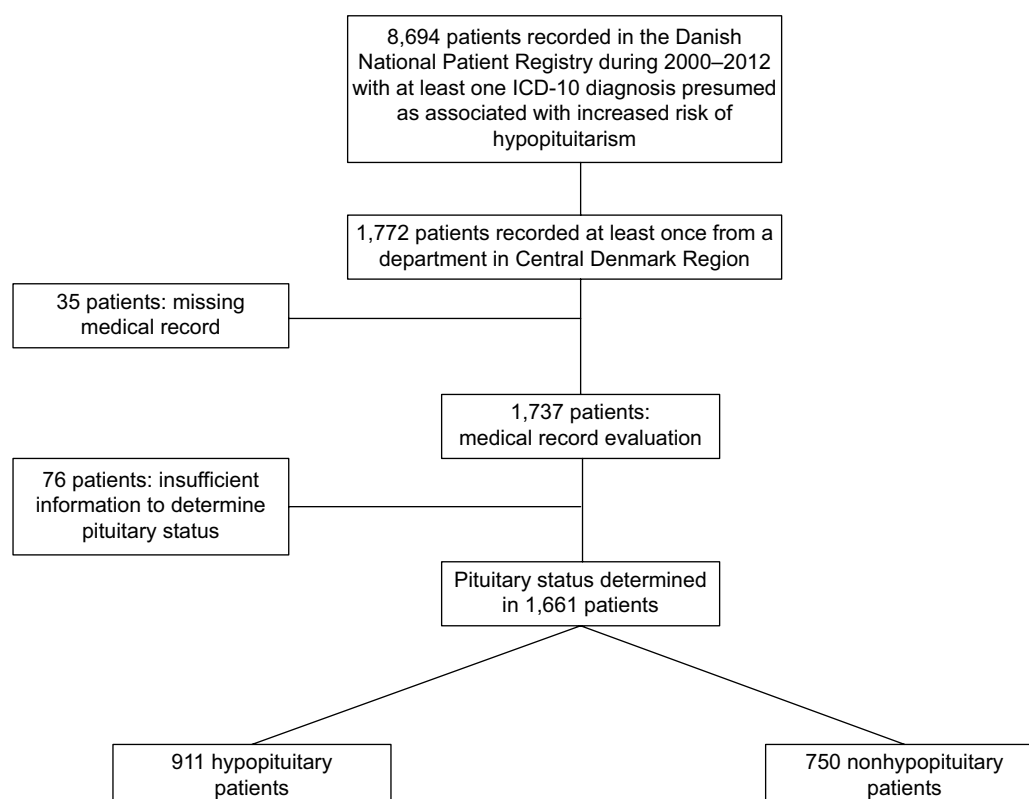 8,694 patients recorded in the Danish
National Patient Registry during 2000–2012
with at least one ICD-10 diagnosis presumed
as associated with increased risk of
hypopituitarism
1,772 patients recorded at least once from a
department in Central Denmark Region
35 patients: missing
medical record
1,737 patients:
medical record evaluation
76 patients: insufficient
information to determine
pituitary status
Pituitary status determined
in 1,661 patients
911 hypopituitary
patients
750 nonhypopituitary
patients